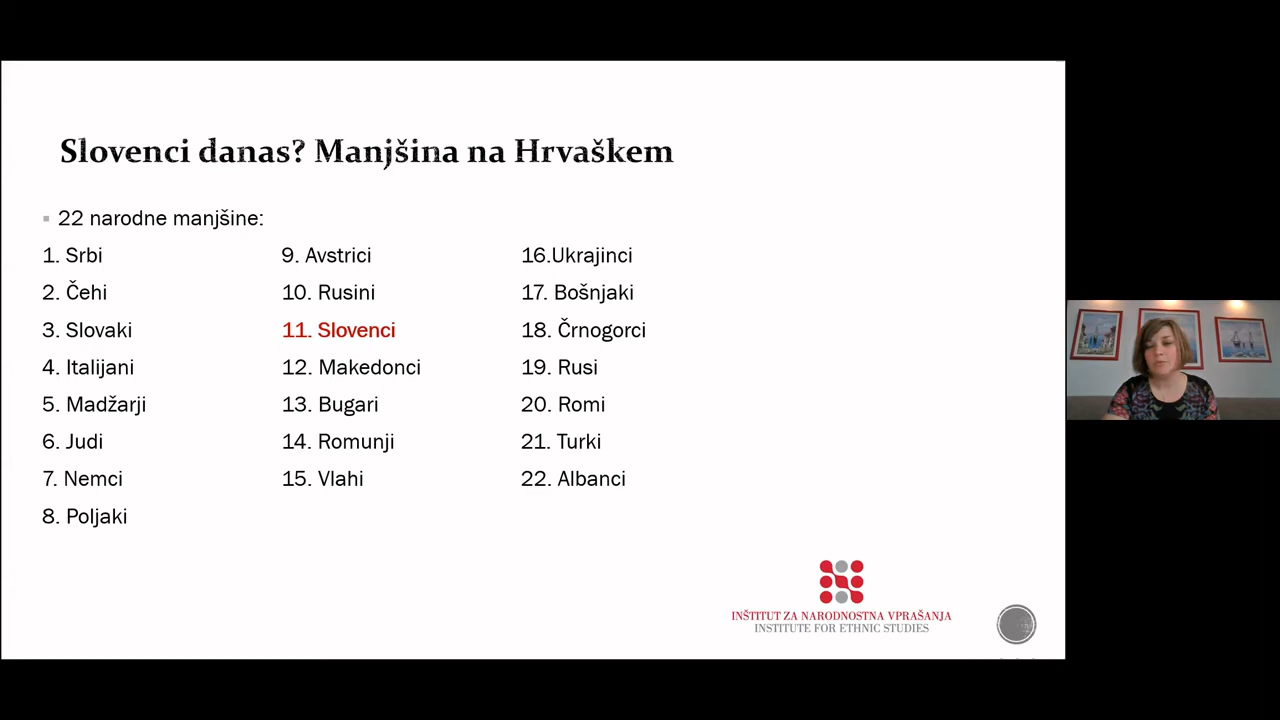 Slovenci danas? Manjšina na Hrvaškem
22 narodne manjšine:
1. Srbi
2. Čehi
3. Slovaki
4. Italijani
5. Madžarji
6. Judi
7. Nemci
8. Poljaki
9. Avstrici
10. Rusini
11. Slovenci
12. Makedonci
13. Bugari
14. Romunji
15. Vlahi
16.Ukrajinci
17. Bošnjaki
18. Črnogorci
19. Rusi
20. Romi
21. Turki
22. Albanci
INŠTITUT ZA NARODNOSTNA VPRAŠANJA
INSTITUTE FOR ETHNIC STUDIES